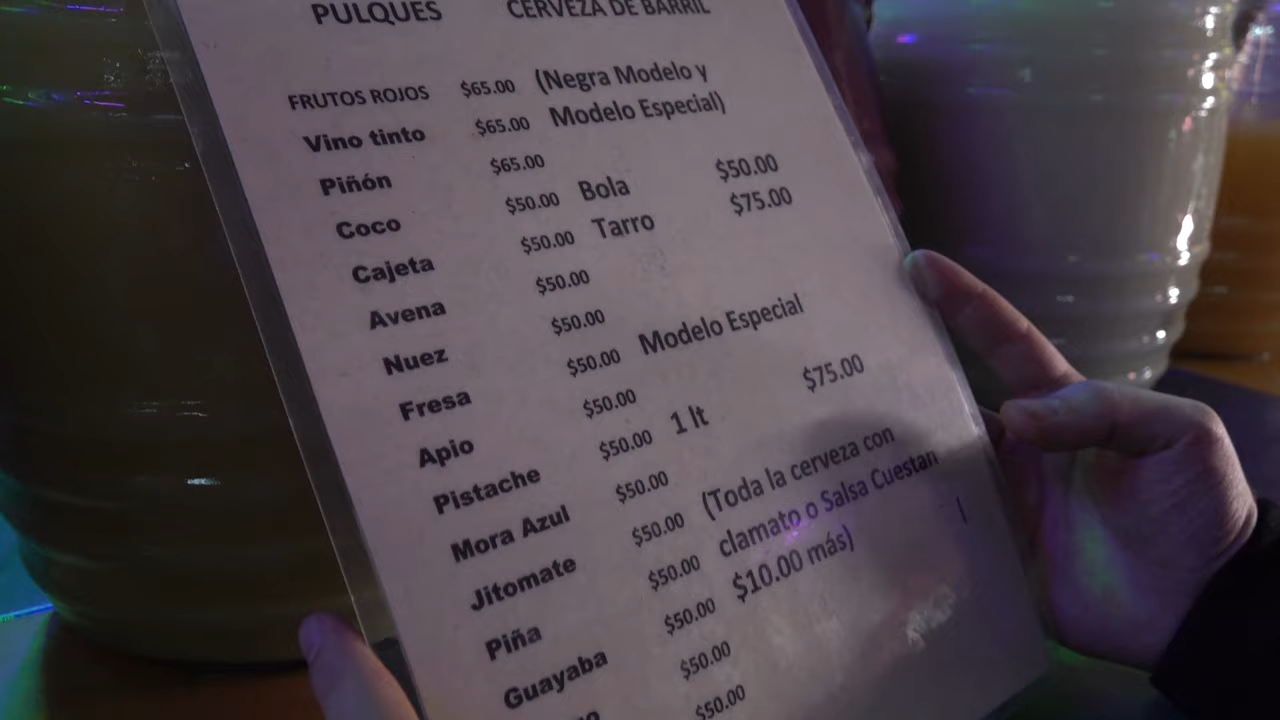 PULQUES
FRUTOS ROJOS $65.00
Vino tinto $65.00
Piñón $65.00
Coco $50.00
Cajeta $50.00
Avena $50.00
Nuez $50.00
Fresa $50.00
Apio $50.00
Pistache $50.00
Mora Azul $50.00
Jitomate $50.00
Piña $50.00
Guayaba $50.00
$50.00
$50.00
CERVEZA DE BARRIL
(Negra Modelo y
Modelo Especial)
Bola $50.00
Tarro $75.00
Modelo Especial
1 lt $75.00
(Toda la cerveza con
clamato o Salsa Cuestan
$10.00 más)